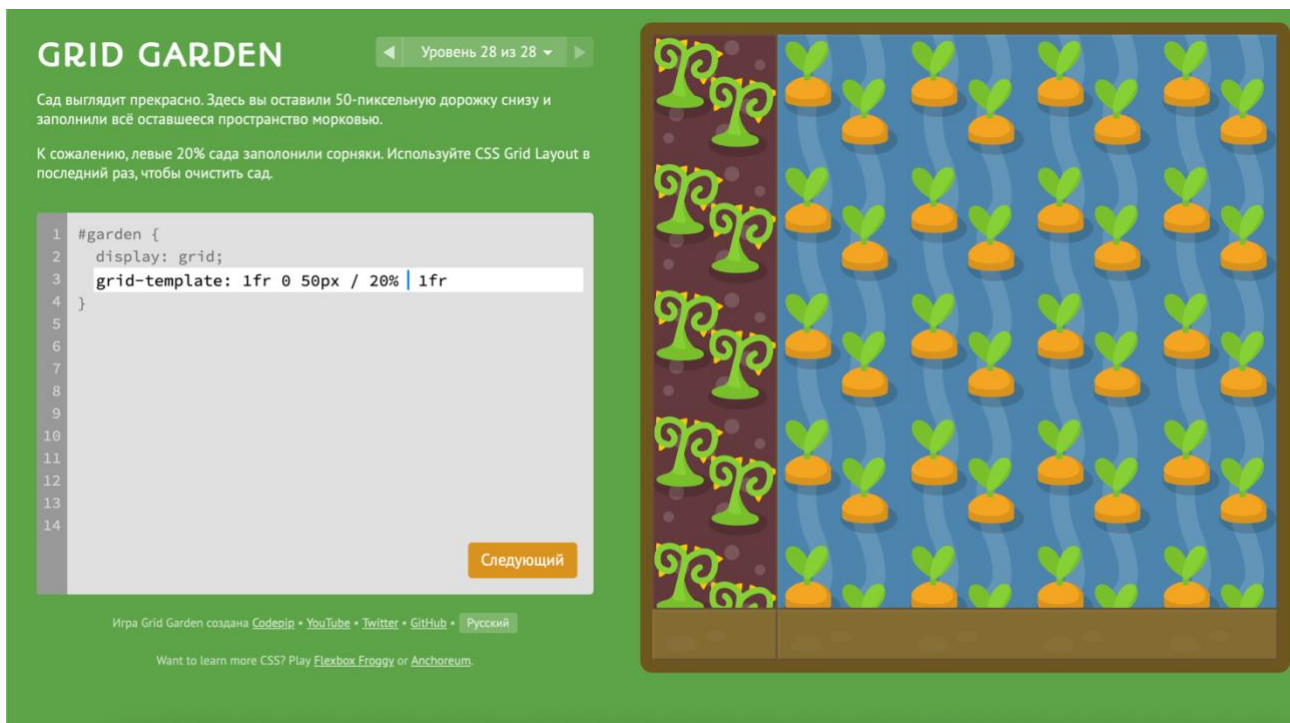 GRID GARDEN
Уровень 28 из 28
Сад выглядит прекрасно. Здесь вы оставили 50-пиксельную дорожку снизу и
заполнили всё оставшееся пространство морковью.
К сожалению, левые 20% сада заполонили сорняки. Используйте CSS Grid Layout в
последний раз, чтобы очистить сад.
1 #garden {
2 display: grid;
3 grid-template: 1fr 0 50px / 20% 1fr
4 }
5
6
7
8
9
10
11
12
13
14
Следующий
Игра Grid Garden создана Codepip • YouTube • Twitter • GitHub • Русский
Want to learn more CSS? Play Flexbox Froggy or Anchoreum.